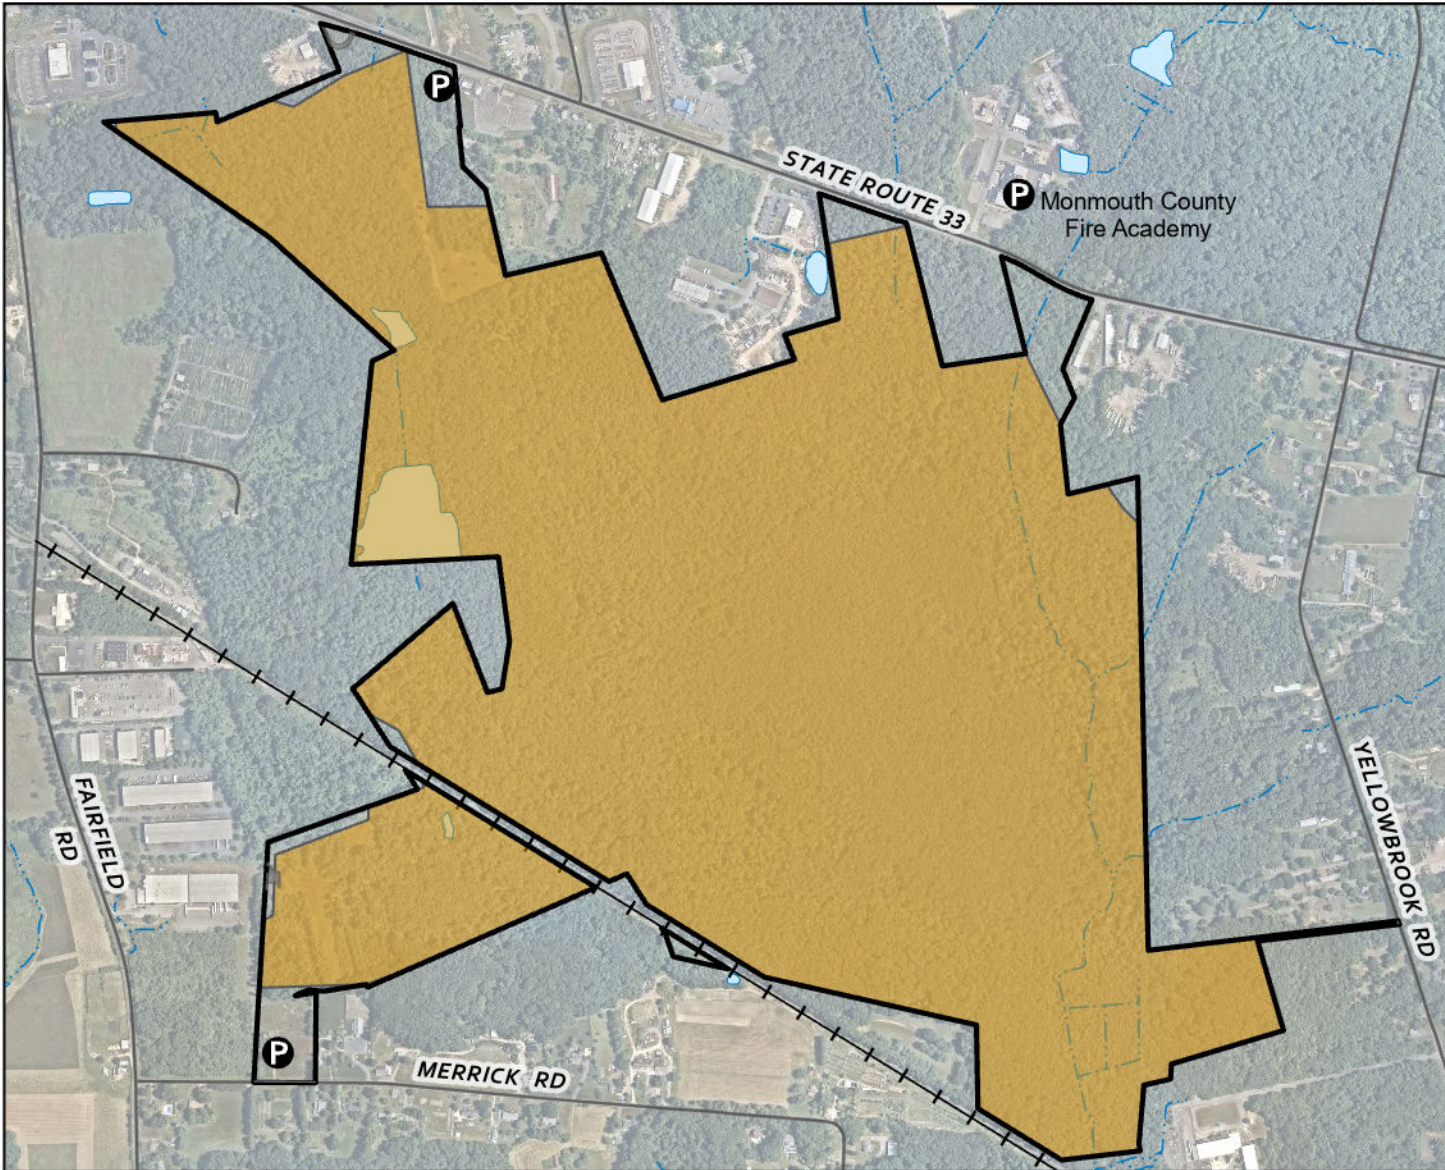 P
STATE ROUTE 33
P
Monmouth County
Fire Academy
FAIRFIELD
RD
YELLOWBROOK RD
P
MERRICK RD